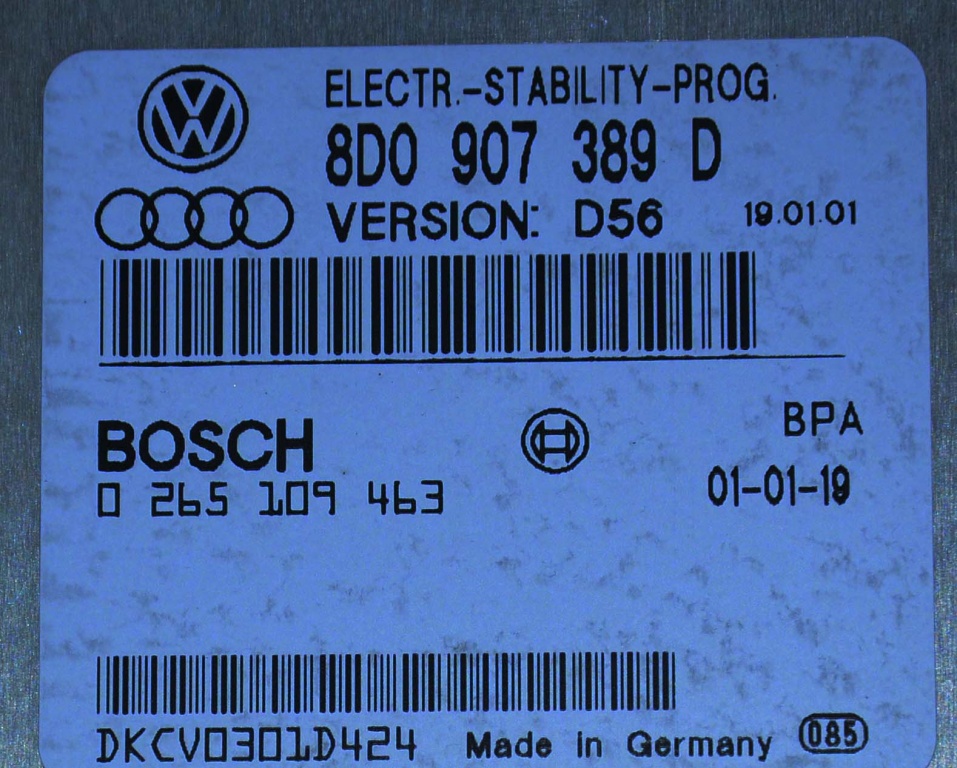 ELECTR.-STABILITY-PROG.
8D0 907 389 D
VERSION: D56 19.01.01
BOSCH BPA
0 265 109 463 01-01-19
DKCV0301D424 Made in Germany 085